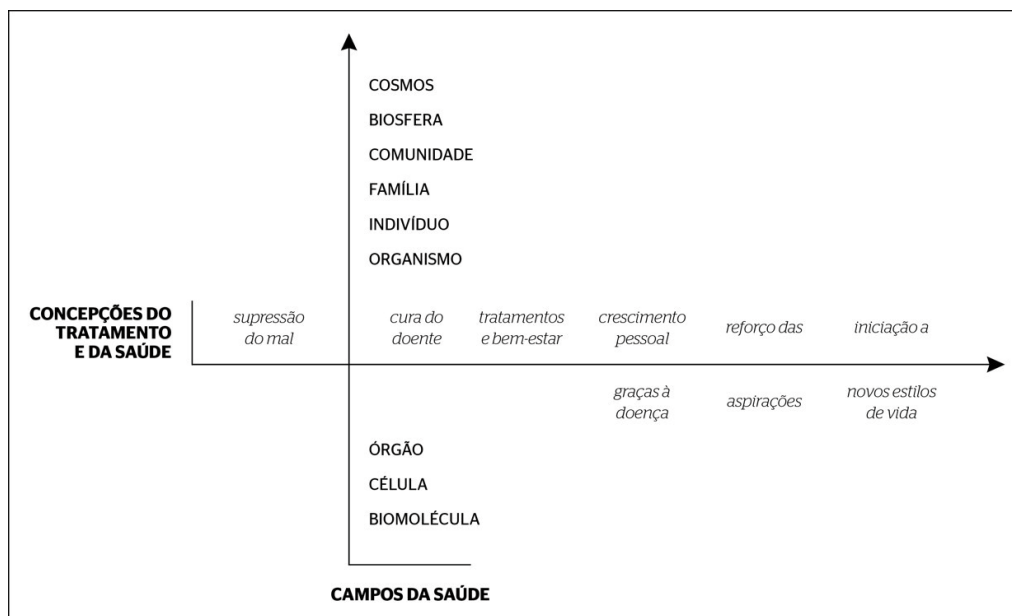 COSMOS
BIOSFERA
COMUNIDADE
FAMÍLIA
INDIVÍDUO
ORGANISMO
CONCEPÇÕES DO
TRATAMENTO
E DA SAÚDE
supressão
do mal
cura do
doente
tratamentos
e bem-estar
crescimento
pessoal
reforço das
iniciação a
graças à
doença
aspirações
novos estilos
de vida
ÓRGÃO
CÉLULA
BIOMOLÉCULA
CAMPOS DA SAÚDE